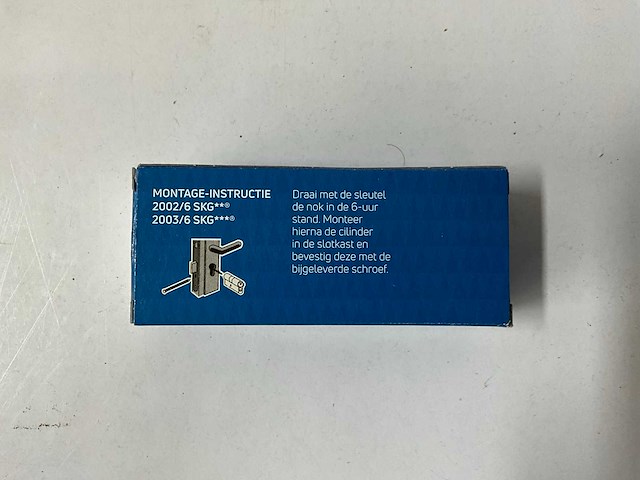 MONTAGE-INSTRUCTIE
2002/6 SKG**®
2003/6 SKG***®
Draai met de sleutel
de nok in de 6-uur
stand. Monteer
hierna de cilinder
in de slotkast en
bevestig deze met de
bijgeleverde schroef.